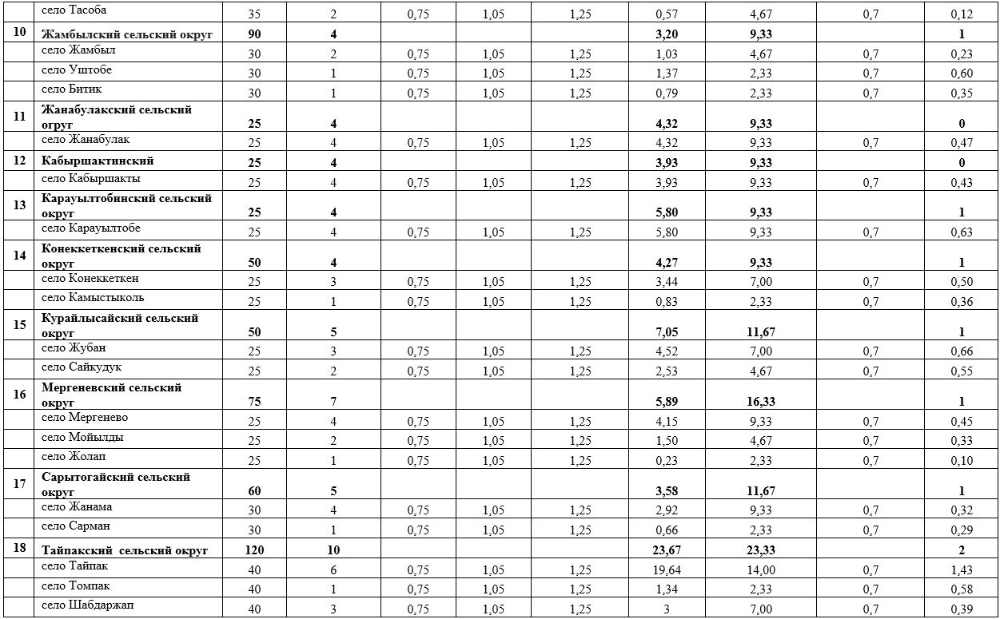 село Тасоба 35 2 0,75 1,05 1,25 0,57 4,67 0,7 0,12
10 Жамбылский сельский округ 90 4 3,20 9,33 1
село Жамбыл 30 2 0,75 1,05 1,25 1,03 4,67 0,7 0,23
село Уштобе 30 1 0,75 1,05 1,25 1,37 2,33 0,7 0,60
село Битик 30 1 0,75 1,05 1,25 0,79 2,33 0,7 0,35
11 Жанабулакский сельский
огруг 25 4 4,32 9,33 0
село Жанабулак 25 4 0,75 1,05 1,25 4,32 9,33 0,7 0,47
12 Кабыршактинский 25 4 3,93 9,33 0
село Кабыршакты 25 4 0,75 1,05 1,25 3,93 9,33 0,7 0,43
13 Карауылтобинский сельский
округ 25 4 5,80 9,33 1
село Карауылтобе 25 4 0,75 1,05 1,25 5,80 9,33 0,7 0,63
14 Конеккеткенский сельский
округ 50 4 4,27 9,33 1
село Конеккеткен 25 3 0,75 1,05 1,25 3,44 7,00 0,7 0,50
село Камыстыколь 25 1 0,75 1,05 1,25 0,83 2,33 0,7 0,36
15 Курайлысайский сельский
округ 50 5 7,05 11,67 1
село Жубан 25 3 0,75 1,05 1,25 4,52 7,00 0,7 0,66
село Сайкудук 25 2 0,75 1,05 1,25 2,53 4,67 0,7 0,55
16 Мергеневский сельский
округ 75 7 5,89 16,33 1
село Мергенево 25 4 0,75 1,05 1,25 4,15 9,33 0,7 0,45
село Мойылды 25 2 0,75 1,05 1,25 1,50 4,67 0,7 0,33
село Жолап 25 1 0,75 1,05 1,25 0,23 2,33 0,7 0,10
17 Сарытогайский сельский
округ 60 5 3,58 11,67 1
село Жанама 30 4 0,75 1,05 1,25 2,92 9,33 0,7 0,32
село Сарман 30 1 0,75 1,05 1,25 0,66 2,33 0,7 0,29
18 Тайпакский сельский округ 120 10 23,67 23,33 2
село Тайпак 40 6 0,75 1,05 1,25 19,64 14,00 0,7 1,43
село Томпак 40 1 0,75 1,05 1,25 1,34 2,33 0,7 0,58
село Шабдаржап 40 3 0,75 1,05 1,25 3 7,00 0,7 0,39